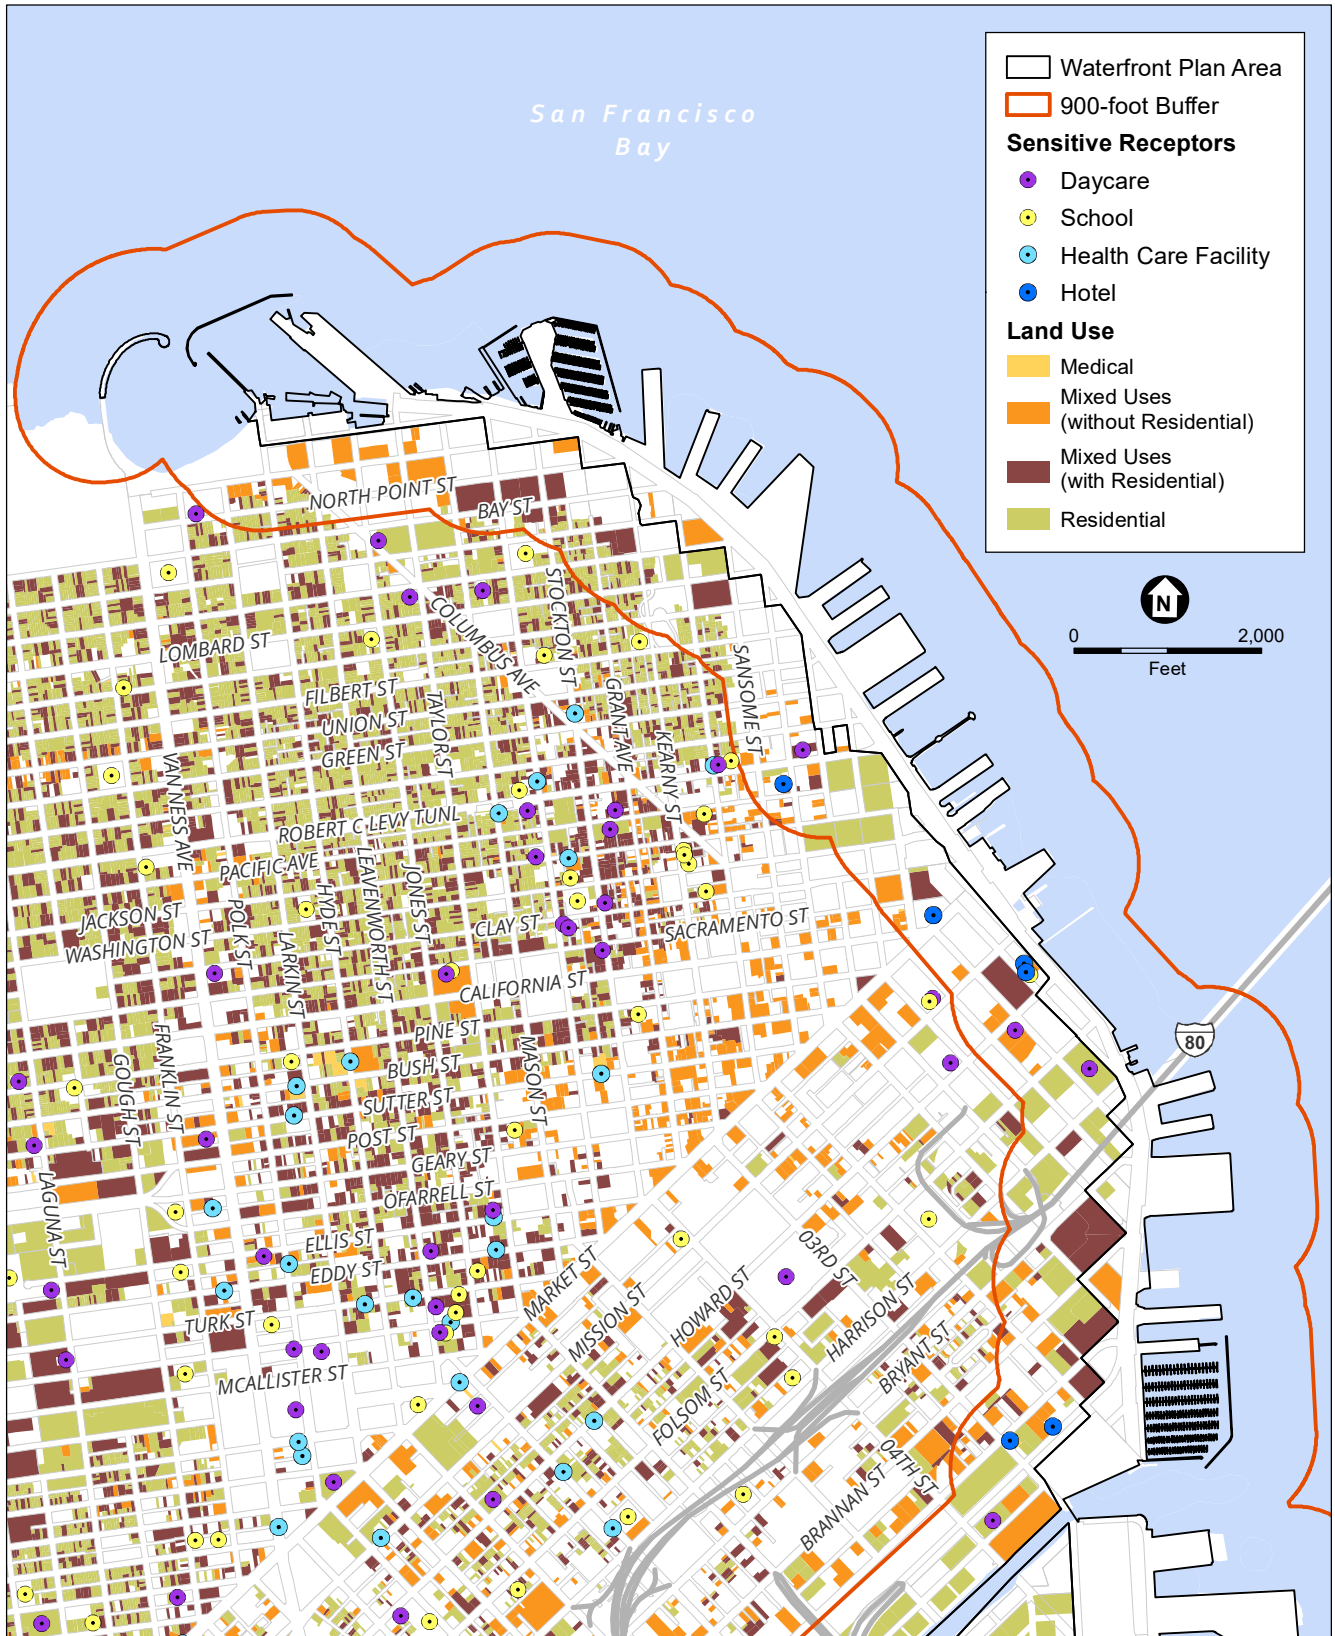 San Francisco
Bay
Waterfront Plan Area
900-foot Buffer
Sensitive Receptors
Daycare
School
Health Care Facility
Hotel
Land Use
Medical
Mixed Uses
(without Residential)
Mixed Uses
(with Residential)
Residential
N
0 2,000
Feet
NORTH POINT ST
BAY ST
STOCKTON ST
COLUMBUS AVE
LOMBARD ST
SANSOME ST
FILBERT ST
UNION ST
GREEN ST
TAYLOR ST
GRANT AVE
KEARNY ST
VAN NESS AVE
ROBERT C LEVY TUNL
PACIFIC AVE
LEAVENWORTH ST
JONES ST
HYDE ST
JACKSON ST
WASHINGTON ST
POLK ST
LARKIN ST
CLAY ST
SACRAMENTO ST
CALIFORNIA ST
PINE ST
BUSH ST
MASON ST
FRANKLIN ST
GOUGH ST
SUTTER ST
POST ST
GEARY ST
OFARRELL ST
LAGUNA ST
ELLIS ST
EDDY ST
TURK ST
MCALLISTER ST
MARKET ST
MISSION ST
HOWARD ST
FOLSOM ST
03RD ST
HARRISON ST
BRYANT ST
04TH ST
BRANNAN ST
80